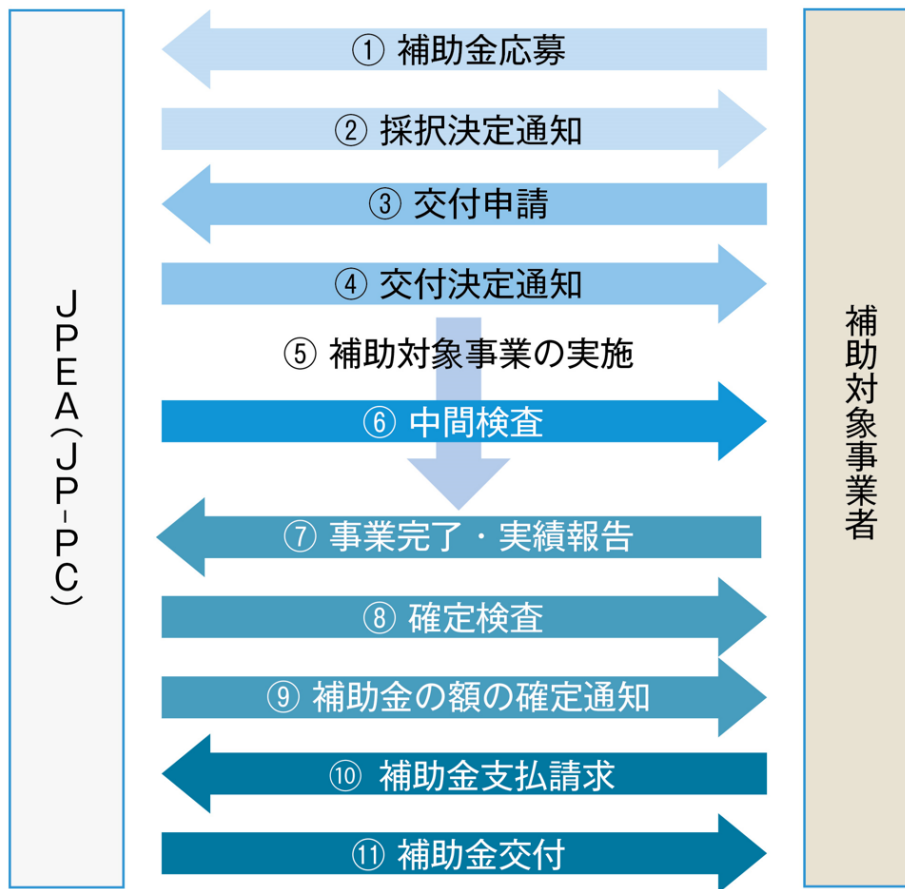 ① 補助金応募
② 採択決定通知
③ 交付申請
④ 交付決定通知
⑤ 補助対象事業の実施
⑥ 中間検査
⑦ 事業完了・実績報告
⑧ 確定検査
⑨ 補助金の額の確定通知
⑩ 補助金支払請求
⑪ 補助金交付
JPEA(JP-PC)
補助対象事業者